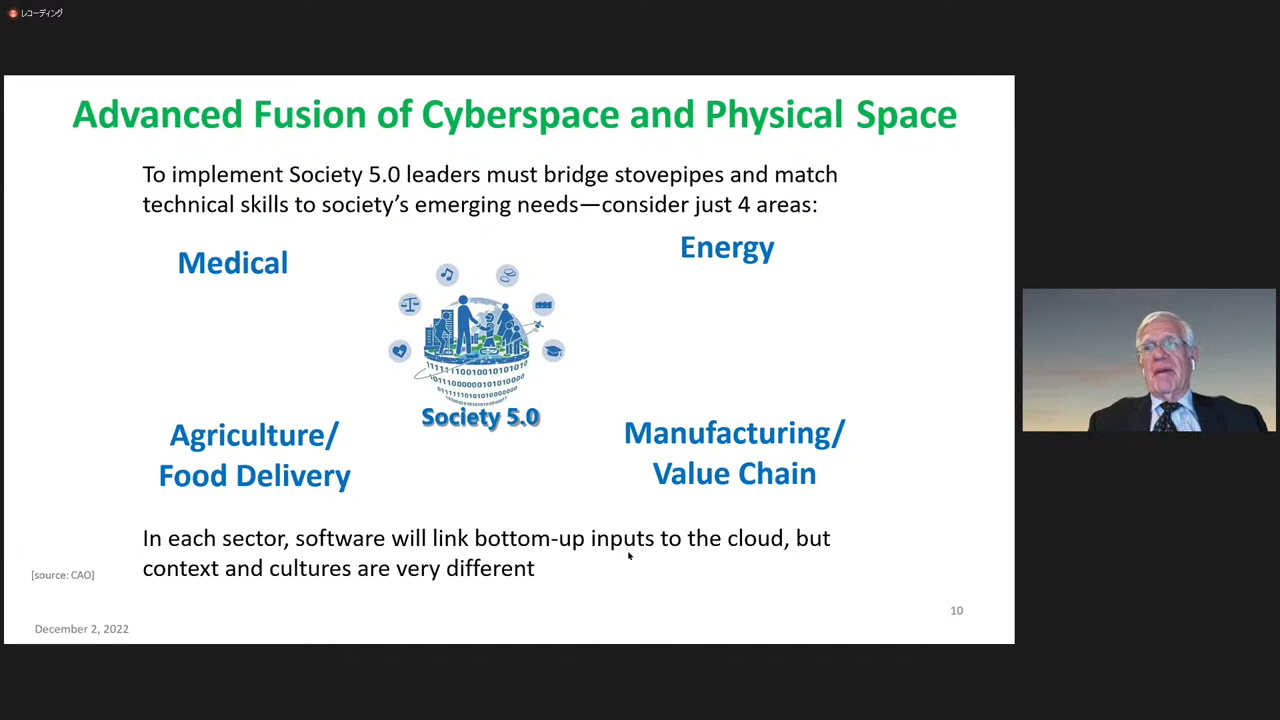 レコーディング
Advanced Fusion of Cyberspace and Physical Space
To implement Society 5.0 leaders must bridge stovepipes and match
technical skills to society’s emerging needs—consider just 4 areas:
Medical
Energy
Society 5.0
Agriculture/
Food Delivery
Manufacturing/
Value Chain
In each sector, software will link bottom-up inputs to the cloud, but
context and cultures are very different
[source: CAO]
10
December 2, 2022